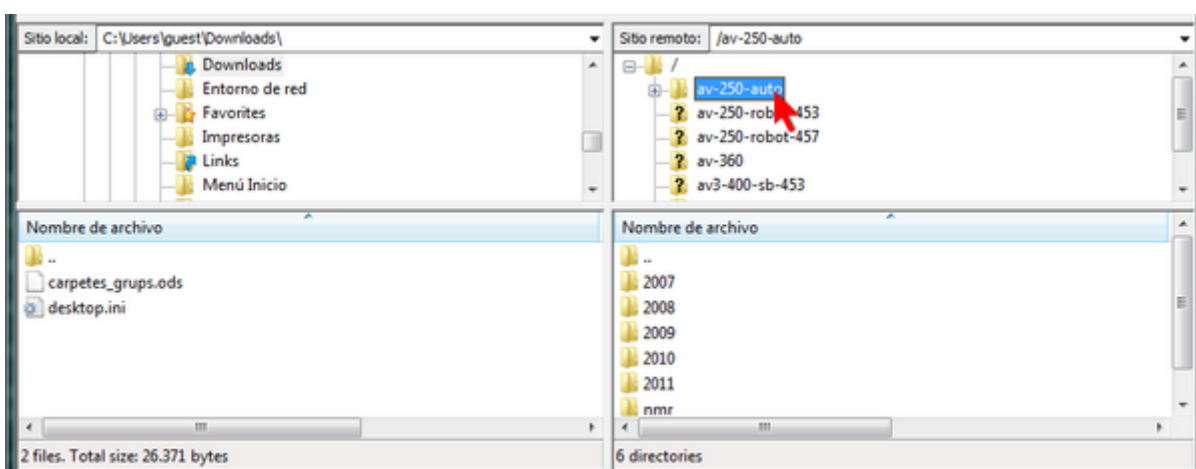 Sitio local: C:\Users\guest\Downloads\
Downloads
Entorno de red
Favorites
Impresoras
Links
Menú Inicio
Nombre de archivo
..
carpetes_grups.ods
desktop.ini
2 files. Total size: 26.371 bytes
Sitio remoto: /av-250-auto
/
av-250-auto
av-250-robot-453
av-250-robot-457
av-360
av3-400-sb-453
Nombre de archivo
..
2007
2008
2009
2010
2011
nmr
6 directories